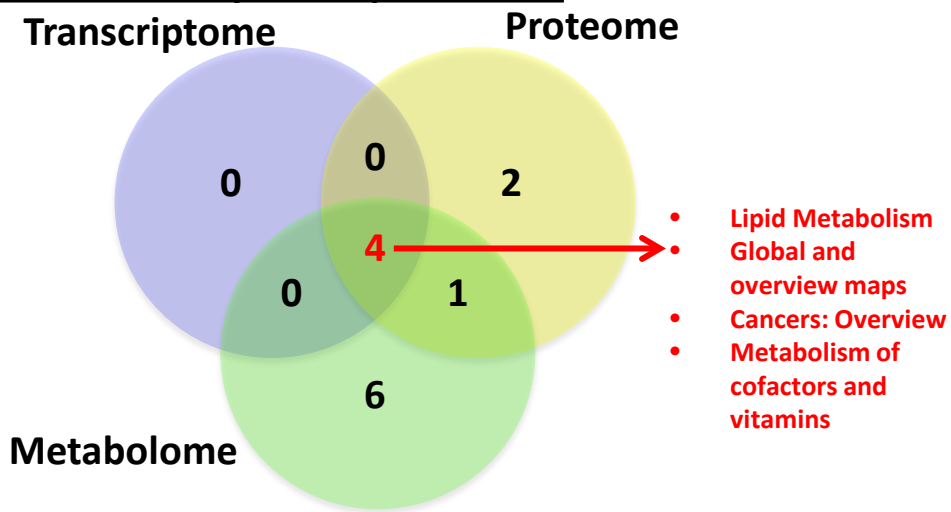 Transcriptome
Proteome
0
0
2
4
0
1
6
Metabolome
• Lipid Metabolism
• Global and
overview maps
• Cancers: Overview
• Metabolism of
cofactors and
vitamins